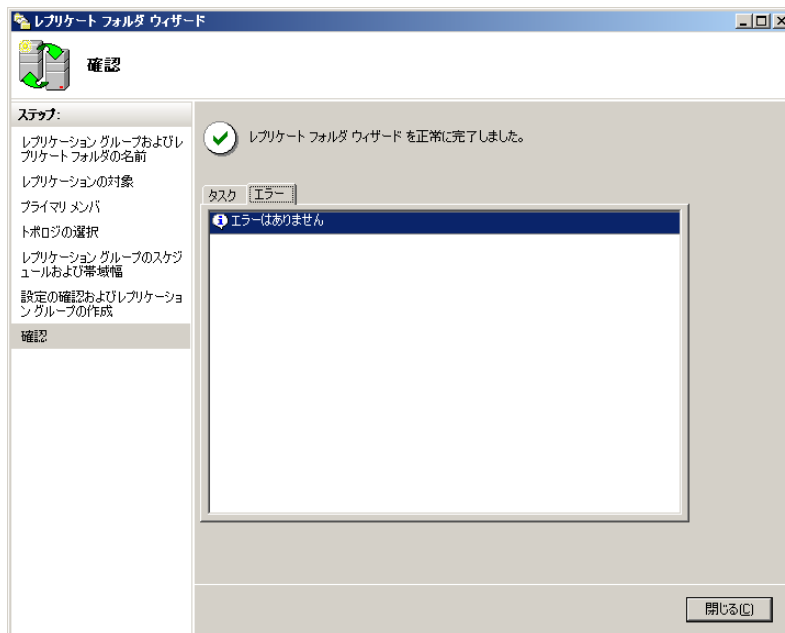 レプリケート フォルダ ウィザード
確認
ステップ:
レプリケーション グループおよびレ
プリケート フォルダの名前
レプリケーションの対象
プライマリ メンバ
トポロジの選択
レプリケーション グループのスケジ
ュールおよび帯域幅
設定の確認およびレプリケーショ
ン グループの作成
確認
レプリケート フォルダ ウィザード を正常に完了しました。
タスク
エラー
エラーはありません
閉じる(C)